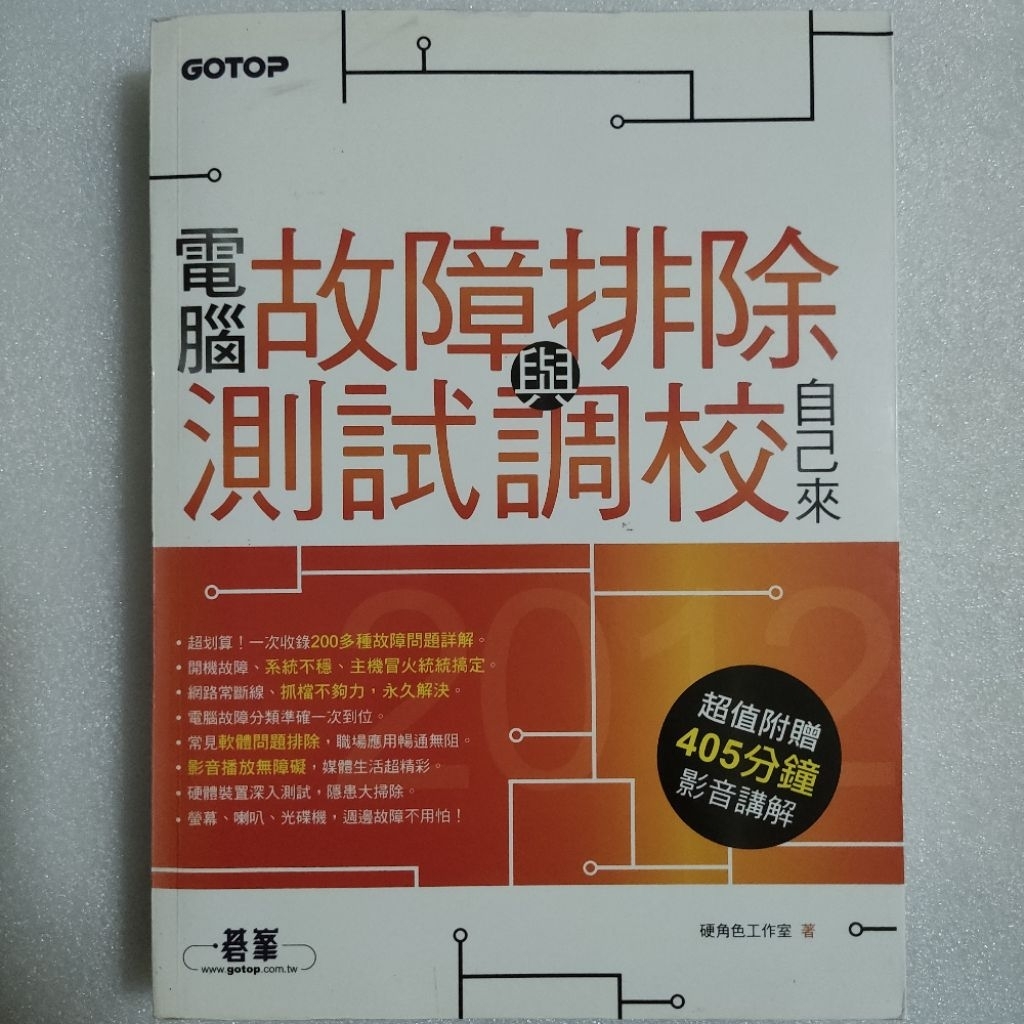 GOTOP
電腦故障排除
與
測試調校自己來
2012
• 超划算！一次收錄200多種故障問題詳解。
• 開機故障、系統不穩、主機冒火統統搞定。
• 網路常斷線、抓檔不夠力，永久解決。
• 電腦故障分類準確一次到位。
• 常見軟體問題排除，職場應用暢通無阻。
• 影音播放無障礙，媒體生活超精彩。
• 硬體裝置深入測試，隱患大掃除。
• 螢幕、喇叭、光碟機，週邊故障不用怕！
超值附贈
405分鐘
影音講解
硬角色工作室 著
碁峯
www.gotop.com.tw